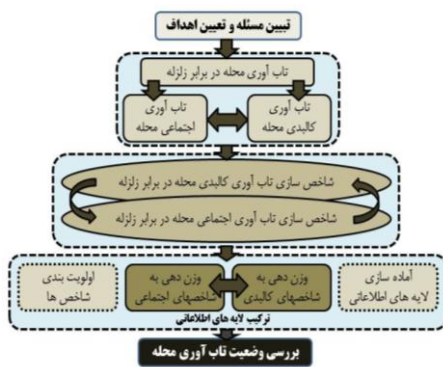 تبیین مسئله و تعیین اهداف
تاب آوری محله در برابر زلزله
تاب آوری
کالبدی محله
تاب آوری
اجتماعی محله
شاخص سازی تاب آوری کالبدی محله در برابر زلزله
شاخص سازی تاب آوری اجتماعی محله در برابر زلزله
آماده سازی
لایه های اطلاعاتی
وزن دهی به
شاخصهای کالبدی
وزن دهی به
شاخصهای اجتماعی
اولویت بندی
شاخص ها
ترکیب لایه های اطلاعاتی
بررسی وضعیت تاب آوری محله